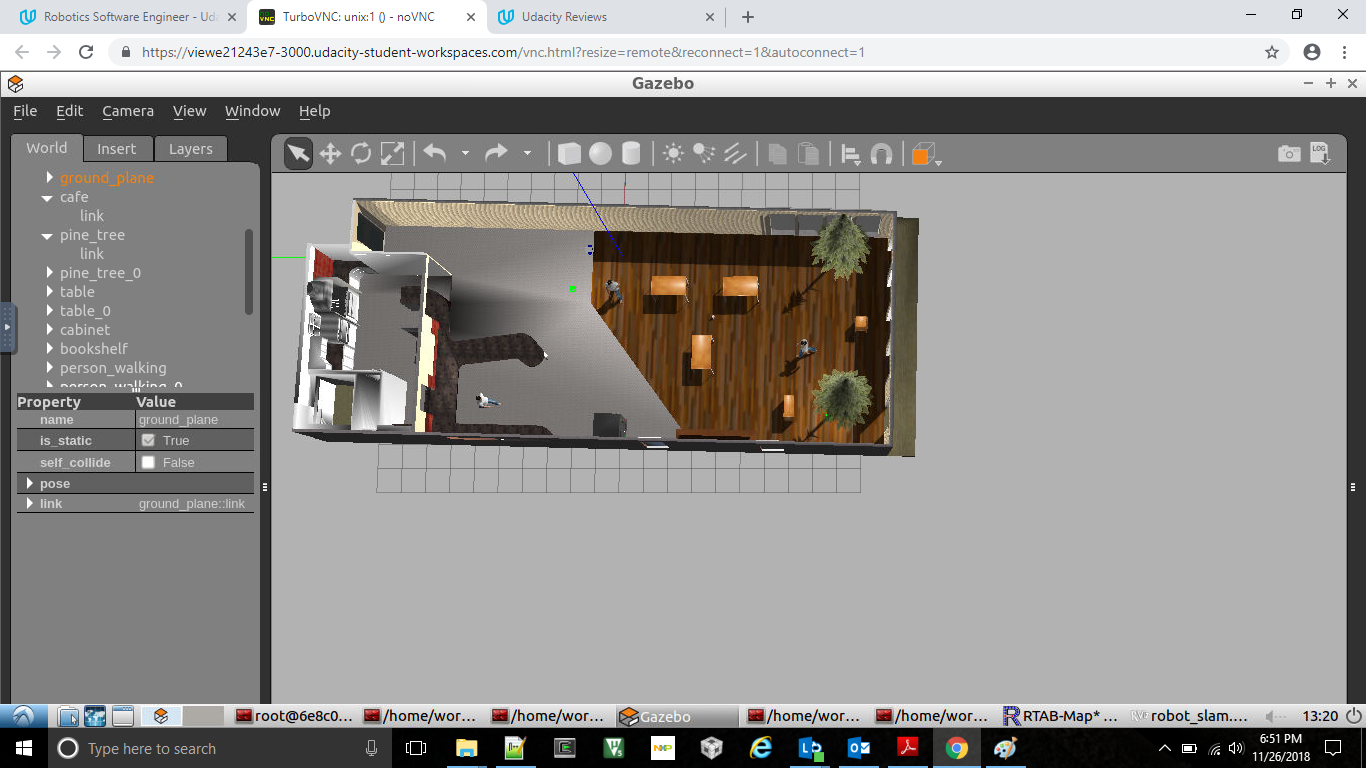 Robotics Software Engineer - Uda
TurboVNC: unix:1 () - noVNC
Udacity Reviews
https://viewe21243e7-3000.udacity-student-workspaces.com/vnc.html?resize=remote&reconnect=1&autoconnect=1
Gazebo
File Edit Camera View Window Help
World Insert Layers
LOG
ground_plane
cafe
link
pine_tree
link
pine_tree_0
table
table_0
cabinet
bookshelf
person_walking
person_walking_0
Property Value
name ground_plane
is_static True
self_collide False
pose
link ground_plane::link
root@6e8c0... /home/wor... /home/wor... Gazebo /home/wor... /home/wor... RTAB-Map* ... robot_slam.... 13:20
Type here to search
6:51 PM
11/26/2018